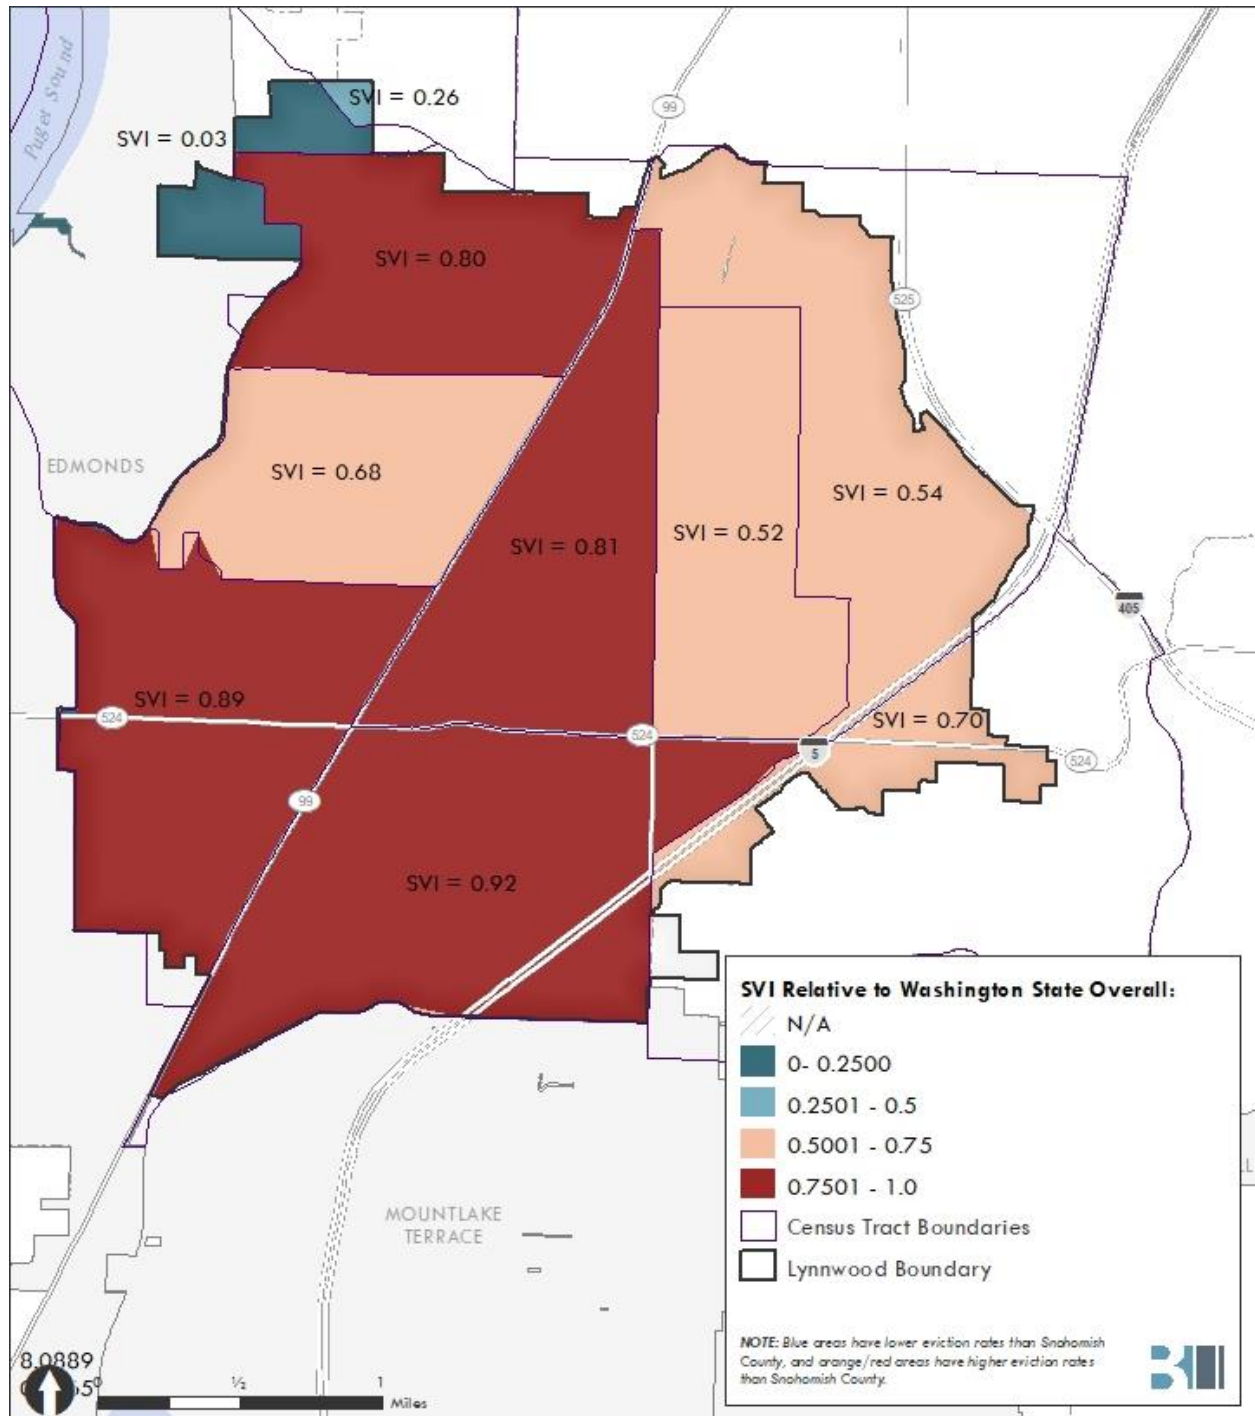 Puget Sound
99
SVI = 0.26
SVI = 0.03
SVI = 0.80
525
EDMONDS
SVI = 0.68
SVI = 0.54
SVI = 0.52
SVI = 0.81
405
SVI = 0.89
524
SVI = 0.70
524
5
524
99
SVI = 0.92
SVI Relative to Washington State Overall:
N/A
0- 0.2500
0.2501 - 0.5
0.5001 - 0.75
0.7501 - 1.0
Census Tract Boundaries
Lynnwood Boundary
MOUNTLAKE
TERRACE
NOTE: Blue areas have lower eviction rates than Snohomish
County, and orange/red areas have higher eviction rates
than Snohomish County.
8.0889
0 ½ 1
Miles